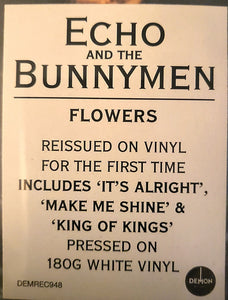 ECHO
AND THE
BUNNYMEN
FLOWERS
REISSUED ON VINYL
FOR THE FIRST TIME
INCLUDES ‘IT’S ALRIGHT’,
‘MAKE ME SHINE’ &
‘KING OF KINGS’
PRESSED ON
180G WHITE VINYL
DEMREC948
DEMON